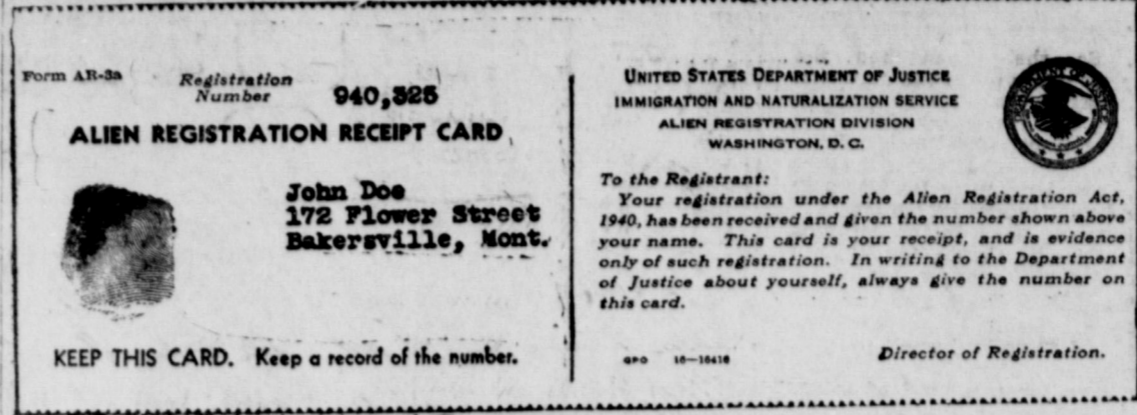 Form AR-3a
Registration
Number 940,325
ALIEN REGISTRATION RECEIPT CARD
John Doe
172 Flower Street
Bakersville, Mont.
KEEP THIS CARD. Keep a record of the number.
UNITED STATES DEPARTMENT OF JUSTICE
IMMIGRATION AND NATURALIZATION SERVICE
ALIEN REGISTRATION DIVISION
WASHINGTON, D. C.
To the Registrant:
Your registration under the Alien Registration Act,
1940, has been received and given the number shown above
your name. This card is your receipt, and is evidence
only of such registration. In writing to the Department
of Justice about yourself, always give the number on
this card.
GPO 16—16416
Director of Registration.